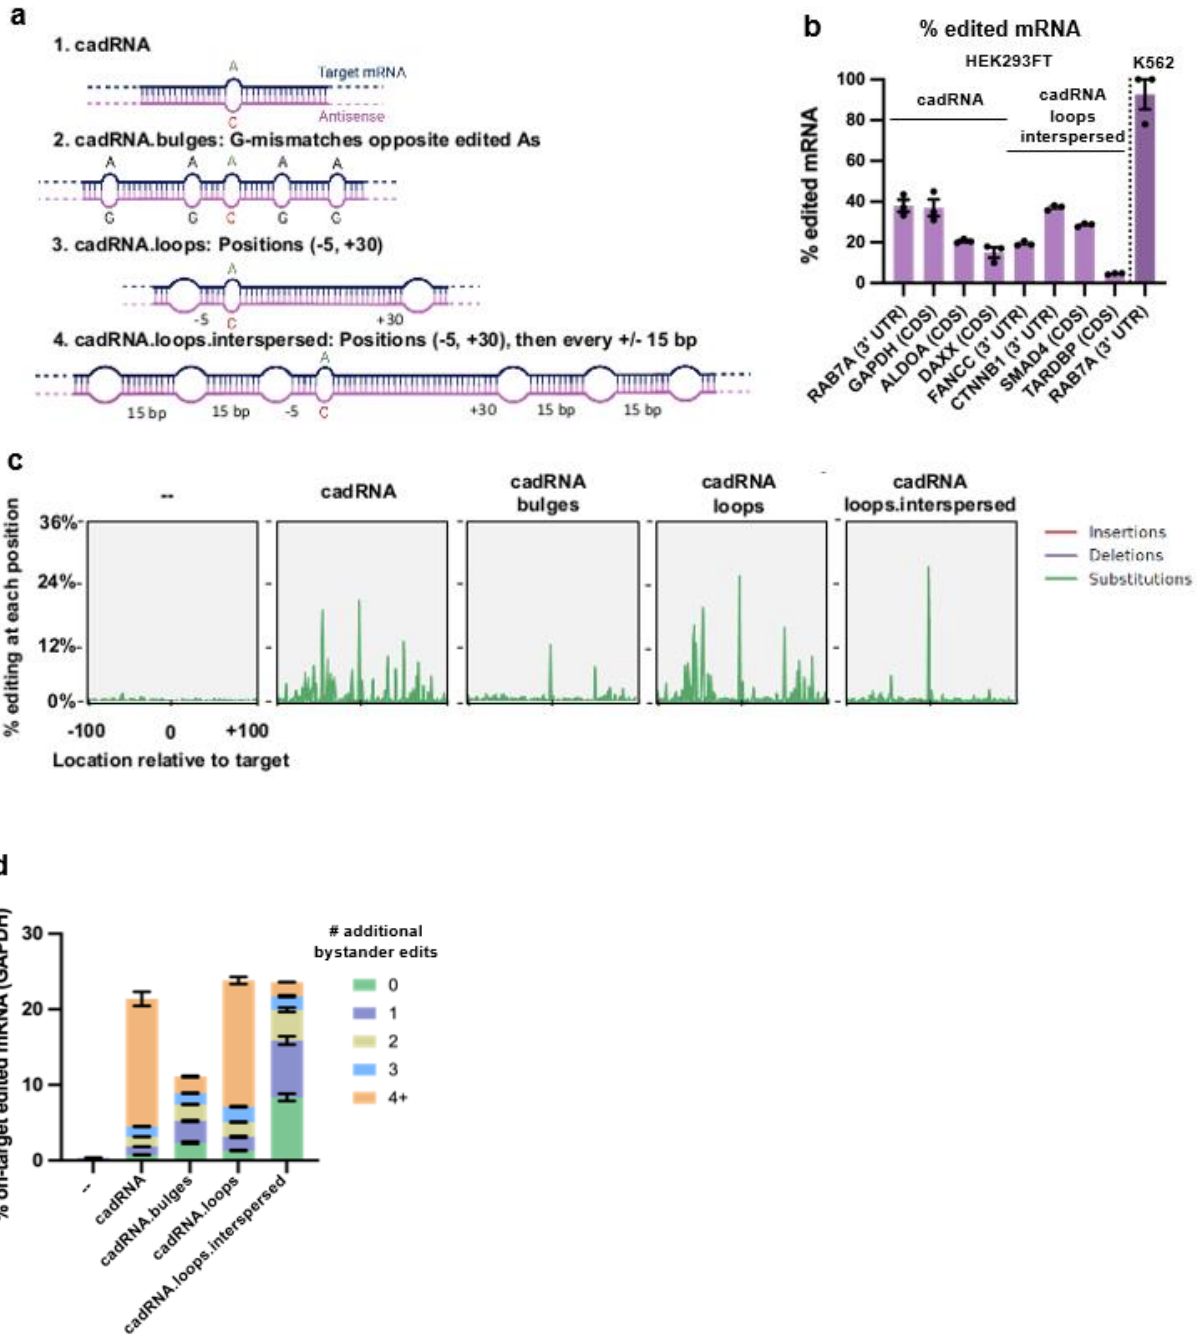 a
1. cadRNA
A
Target mRNA
Antisense
C
2. cadRNA.bulges: G-mismatches opposite edited As
A A A A A
G G C G G
3. cadRNA.loops: Positions (-5, +30)
A
-5 C +30
4. cadRNA.loops.interspersed: Positions (-5, +30), then every +/- 15 bp
A
15 bp 15 bp -5 C +30 15 bp 15 bp
b
% edited mRNA
HEK293FT K562
cadRNA
cadRNA
loops
interspersed
% edited mRNA
100
80
60
40
20
0
RAB7A (3' UTR)
GAPDH (CDS)
ALDOA (CDS)
DAXX (CDS)
FANCC (3' UTR)
CTNNB1 (3' UTR)
SMAD4 (CDS)
TARDBP (CDS)
RAB7A (3' UTR)
c
--
cadRNA
cadRNA
bulges
cadRNA
loops
cadRNA
loops.interspersed
% editing at each position
36%
24%
12%
0%
-100 0 +100
Location relative to target
Insertions
Deletions
Substitutions
d
% on-target edited mRNA (GAPDH)
30
20
10
0
--
cadRNA
cadRNA.bulges
cadRNA.loops
cadRNA.loops.interspersed
# additional
bystander edits
0
1
2
3
4+